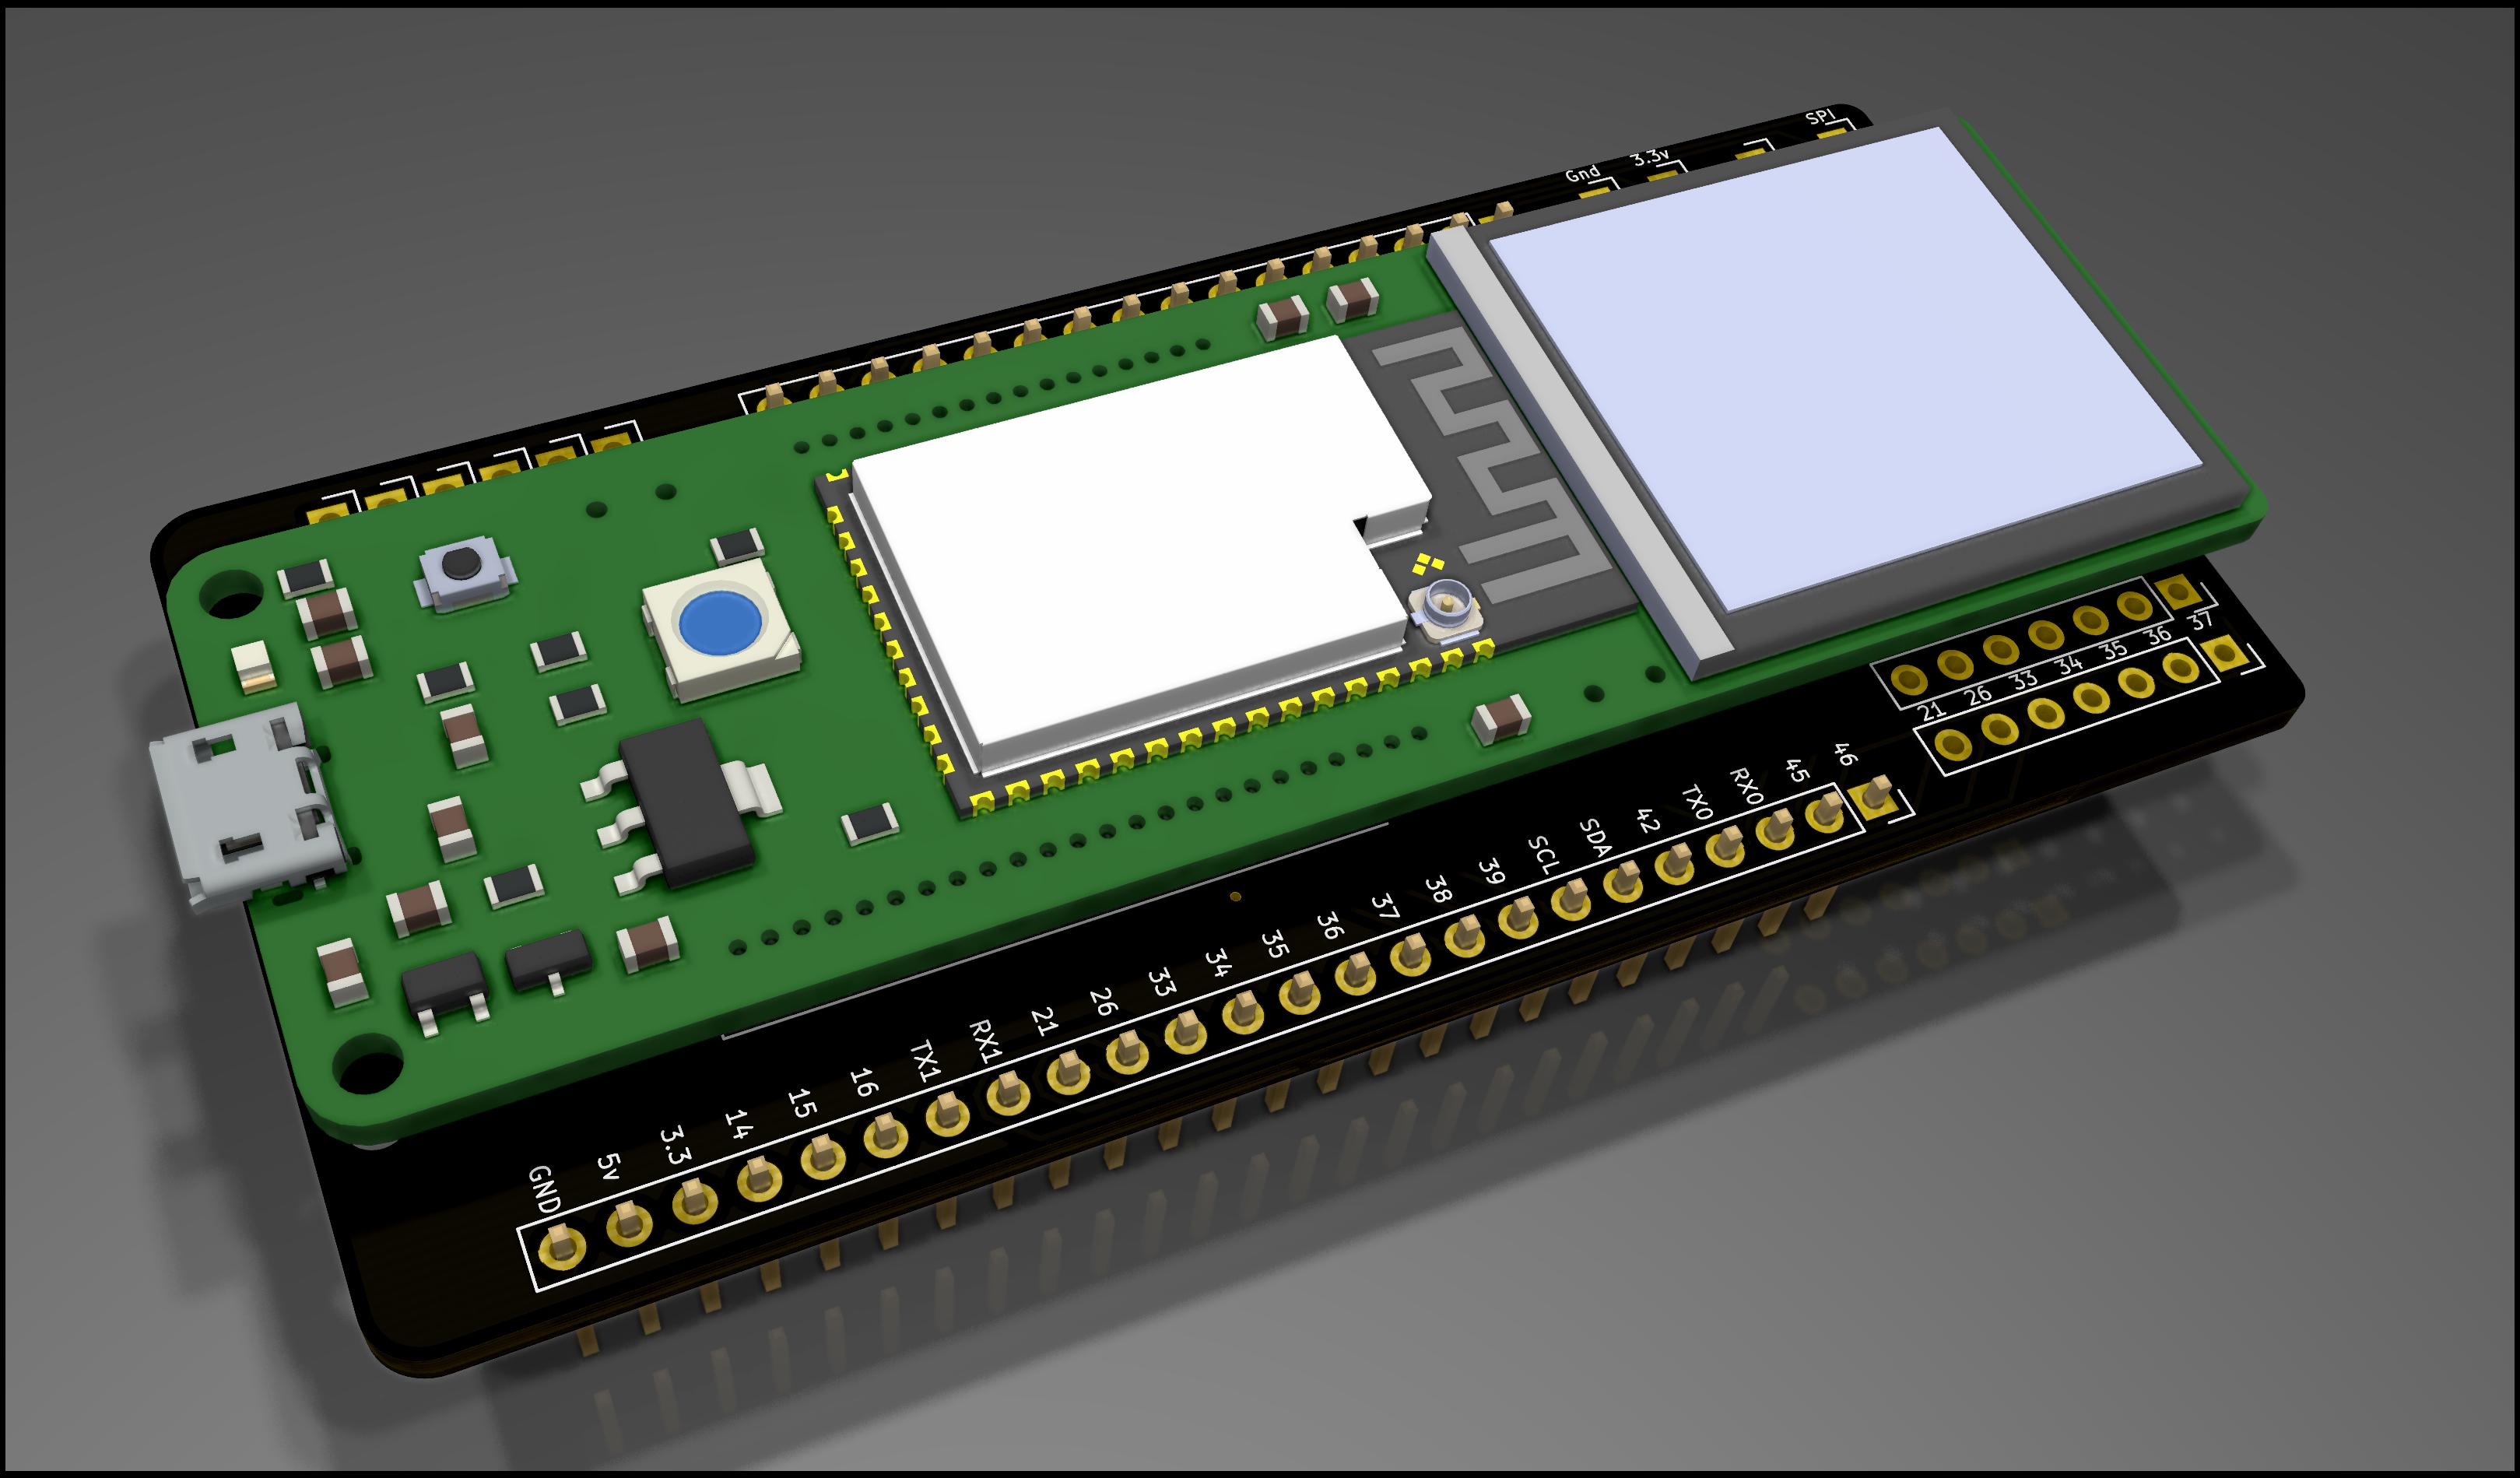 SPI
3.3v
Gnd
21 26 33 34 35 36 37
GND 5v 3.3 14 15 16 TX1 RX1 21 26 33 34 35 36 37 38 39 SCL SDA 42 TX0 RX0 45 46